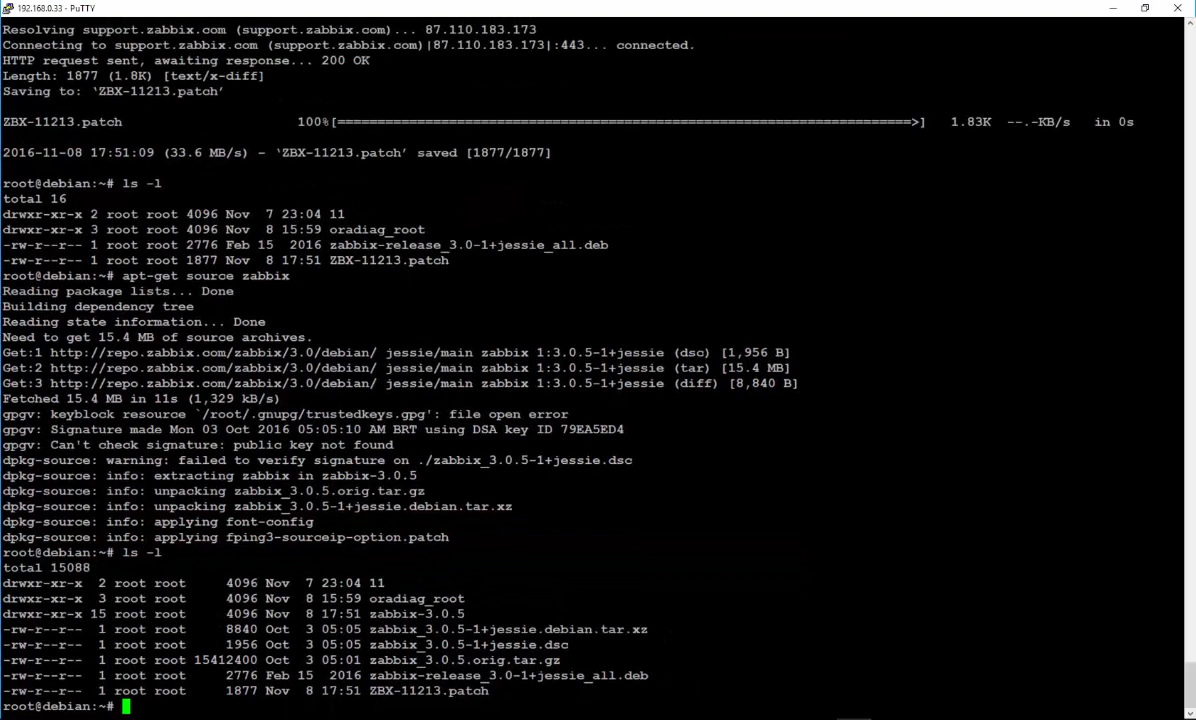 192.168.0.33 - PuTTY
Resolving support.zabbix.com (support.zabbix.com)... 87.110.183.173
Connecting to support.zabbix.com (support.zabbix.com)|87.110.183.173|:443... connected.
HTTP request sent, awaiting response... 200 OK
Length: 1877 (1.8K) [text/x-diff]
Saving to: ‘ZBX-11213.patch’
ZBX-11213.patch 100%[===================================================================================>] 1.83K --.-KB/s in 0s
2016-11-08 17:51:09 (33.6 MB/s) - ‘ZBX-11213.patch’ saved [1877/1877]
root@debian:~# ls -l
total 16
drwxr-xr-x 2 root root 4096 Nov 7 23:04 11
drwxr-xr-x 3 root root 4096 Nov 8 15:59 oradiag_root
-rw-r--r-- 1 root root 2776 Feb 15 2016 zabbix-release_3.0-1+jessie_all.deb
-rw-r--r-- 1 root root 1877 Nov 8 17:51 ZBX-11213.patch
root@debian:~# apt-get source zabbix
Reading package lists... Done
Building dependency tree
Reading state information... Done
Need to get 15.4 MB of source archives.
Get:1 http://repo.zabbix.com/zabbix/3.0/debian/ jessie/main zabbix 1:3.0.5-1+jessie (dsc) [1,956 B]
Get:2 http://repo.zabbix.com/zabbix/3.0/debian/ jessie/main zabbix 1:3.0.5-1+jessie (tar) [15.4 MB]
Get:3 http://repo.zabbix.com/zabbix/3.0/debian/ jessie/main zabbix 1:3.0.5-1+jessie (diff) [8,840 B]
Fetched 15.4 MB in 11s (1,329 kB/s)
gpgv: keyblock resource `/root/.gnupg/trustedkeys.gpg': file open error
gpgv: Signature made Mon 03 Oct 2016 05:05:10 AM BRT using DSA key ID 79EA5ED4
gpgv: Can't check signature: public key not found
dpkg-source: warning: failed to verify signature on ./zabbix_3.0.5-1+jessie.dsc
dpkg-source: info: extracting zabbix in zabbix-3.0.5
dpkg-source: info: unpacking zabbix_3.0.5.orig.tar.gz
dpkg-source: info: unpacking zabbix_3.0.5-1+jessie.debian.tar.xz
dpkg-source: info: applying font-config
dpkg-source: info: applying fping3-sourceip-option.patch
root@debian:~# ls -l
total 15088
drwxr-xr-x 2 root root 4096 Nov 7 23:04 11
drwxr-xr-x 3 root root 4096 Nov 8 15:59 oradiag_root
drwxr-xr-x 15 root root 4096 Nov 8 17:51 zabbix-3.0.5
-rw-r--r-- 1 root root 8840 Oct 3 05:05 zabbix_3.0.5-1+jessie.debian.tar.xz
-rw-r--r-- 1 root root 1956 Oct 3 05:05 zabbix_3.0.5-1+jessie.dsc
-rw-r--r-- 1 root root 15412400 Oct 3 05:01 zabbix_3.0.5.orig.tar.gz
-rw-r--r-- 1 root root 2776 Feb 15 2016 zabbix-release_3.0-1+jessie_all.deb
-rw-r--r-- 1 root root 1877 Nov 8 17:51 ZBX-11213.patch
root@debian:~#